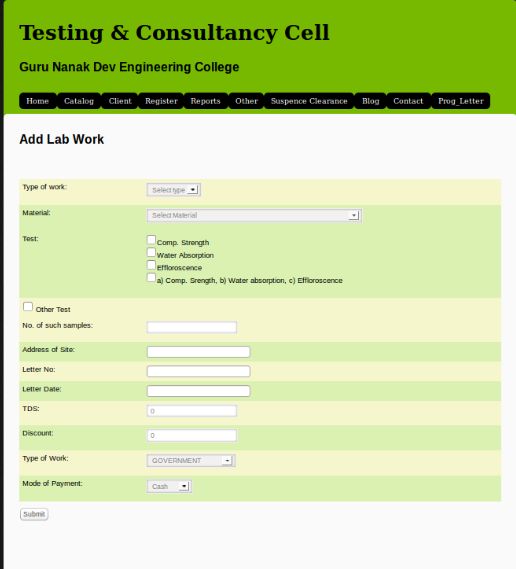 Testing & Consultancy Cell
Guru Nanak Dev Engineering College
Home Catalog Client Register Reports Other Suspence Clearance Blog Contact Prog_Letter
Add Lab Work
Type of work: Select type
Material: Select Material
Test: Comp. Strength
Water Absorption
Effloroscence
a) Comp. Srength, b) Water absorption, c) Effloroscence
Other Test
No. of such samples:
Address of Site:
Letter No:
Letter Date:
TDS: 0
Discount: 0
Type of Work: GOVERNMENT
Mode of Payment: Cash
Submit